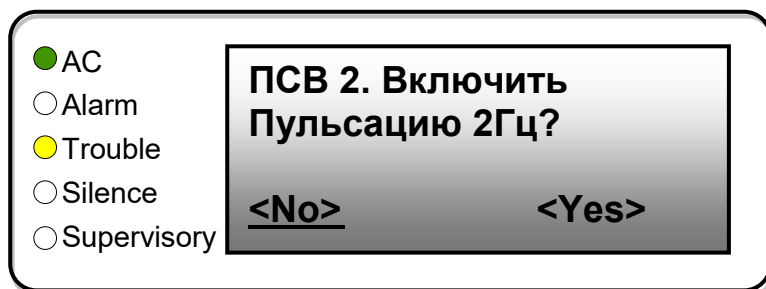 AC
Alarm
Trouble
Silence
Supervisory
ПСВ 2. Включить
Пульсацию 2Гц?
<No> <Yes>